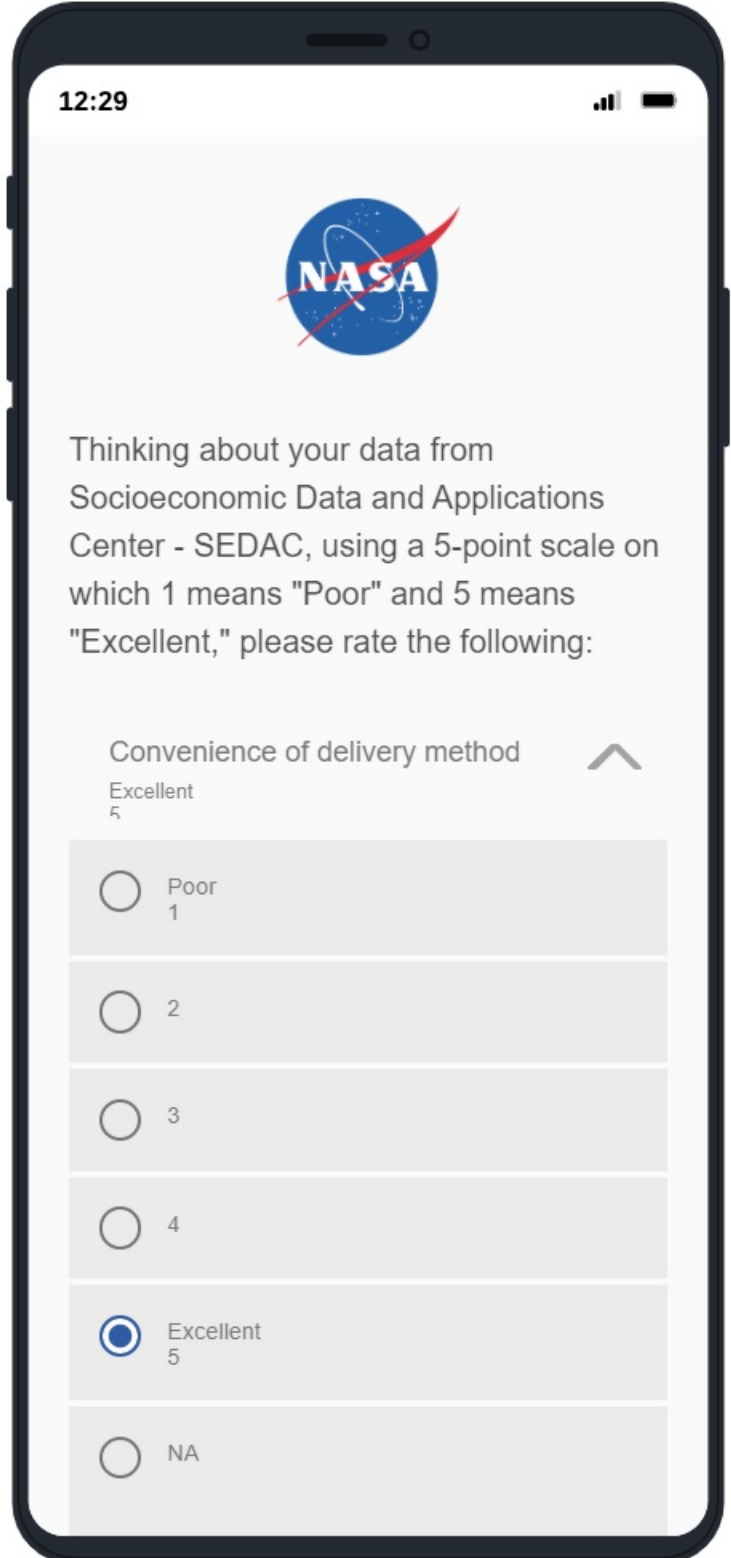 12:29
NASA
Thinking about your data from
Socioeconomic Data and Applications
Center - SEDAC, using a 5-point scale on
which 1 means "Poor" and 5 means
"Excellent," please rate the following:
Convenience of delivery method
Excellent
5
Poor
1
2
3
4
Excellent
5
NA